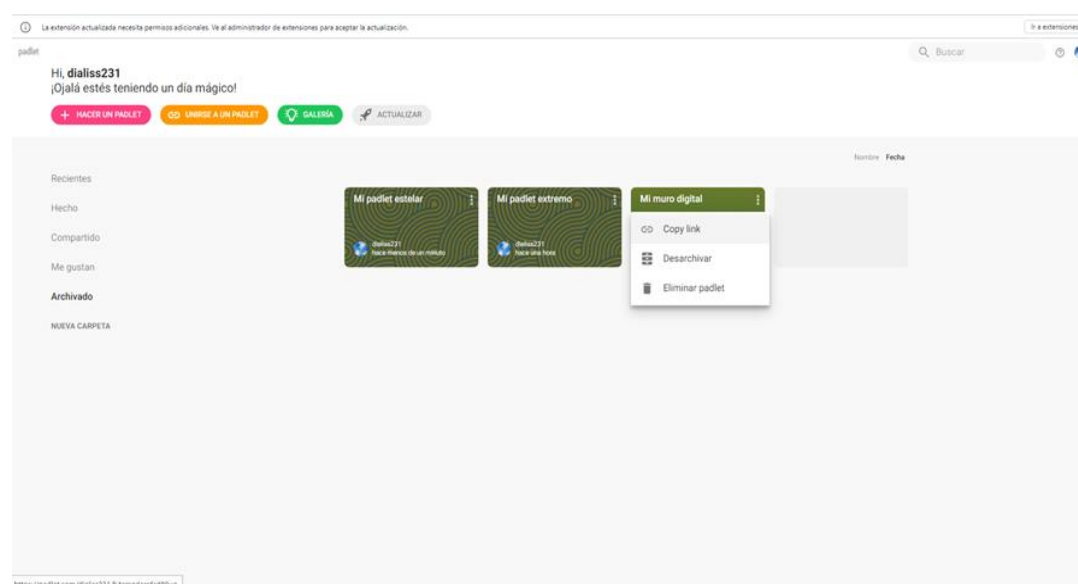 La extensión actualizada necesita permisos adicionales. Ve al administrador de extensiones para aceptar la actualización.
Ir a extensiones
padlet
Buscar
Hi, dialiss231
¡Ojalá estés teniendo un día mágico!
HACER UN PADLET
UNIRSE A UN PADLET
GALERÍA
ACTUALIZAR
Nombre Fecha
Recientes
Hecho
Compartido
Me gustan
Archivado
NUEVA CARPETA
Mi padlet estelar
dialiss231
hace menos de un minuto
Mi padlet extremo
dialiss231
hace una hora
Mi muro digital
Copy link
Desarchivar
Eliminar padlet